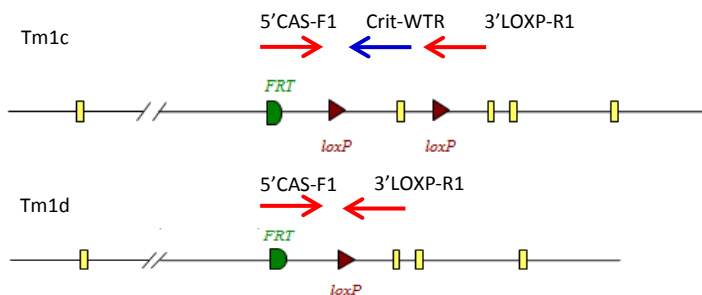 5'CAS-F1 Crit-WTR 3'LOXP-R1
Tm1c
FRT
loxP loxP
5'CAS-F1 3'LOXP-R1
Tm1d
FRT
loxP